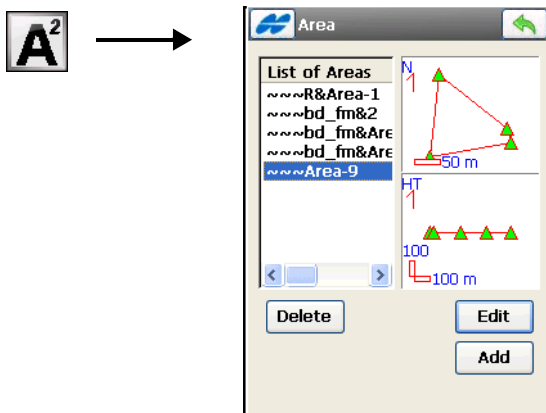 A²
Area
List of Areas
~~~R&Area-1
~~~bd_fm&2
~~~bd_fm&Are
~~~bd_fm&Are
~~~Area-9
N
50 m
HT
100
100 m
Delete
Edit
Add